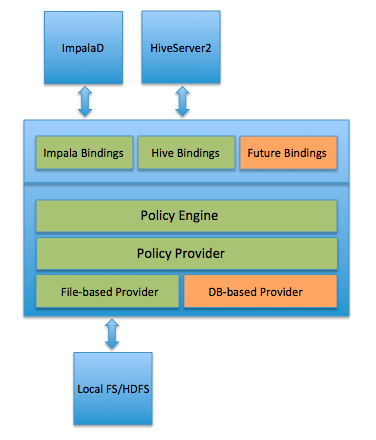 ImpalaD
HiveServer2
Impala Bindings
Hive Bindings
Future Bindings
Policy Engine
Policy Provider
File-based Provider
DB-based Provider
Local FS/HDFS